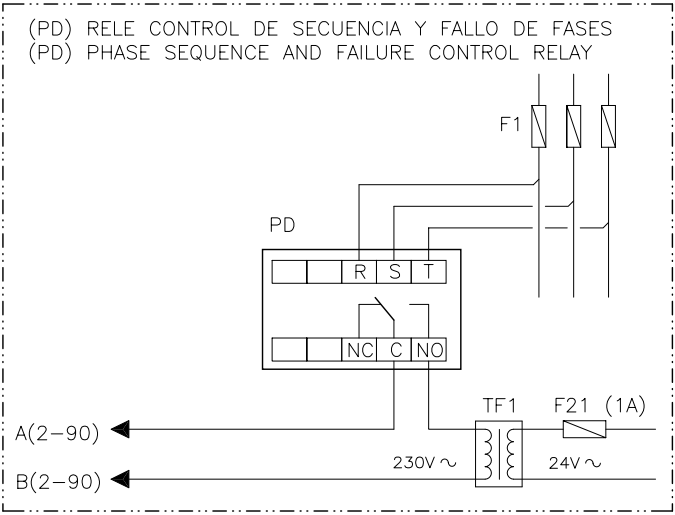 (PD) RELE CONTROL DE SECUENCIA Y FALLO DE FASES
(PD) PHASE SEQUENCE AND FAILURE CONTROL RELAY
F1
PD
R S T
NC C NO
TF1 F21 (1A)
A(2-90)
230V~ 24V~
B(2-90)